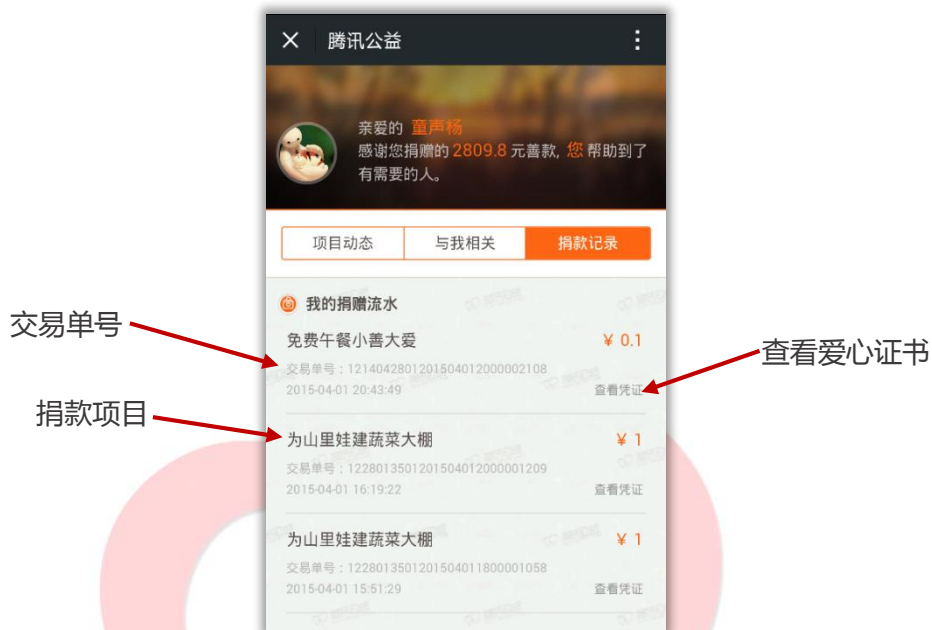 腾讯公益
亲爱的 童声杨
感谢您捐赠的2809.8元善款, 您帮助到了
有需要的人。
项目动态
与我相关
捐款记录
我的捐赠流水
免费午餐小善大爱
¥ 0.1
交易单号：1214042801201504012000002108
2015-04-01 20:43:49
查看凭证
为山里娃建蔬菜大棚
¥ 1
交易单号：1228013501201504012000001209
2015-04-01 16:19:22
查看凭证
为山里娃建蔬菜大棚
¥ 1
交易单号：1228013501201504011800001058
2015-04-01 15:51:29
查看凭证
交易单号
捐款项目
查看爱心证书